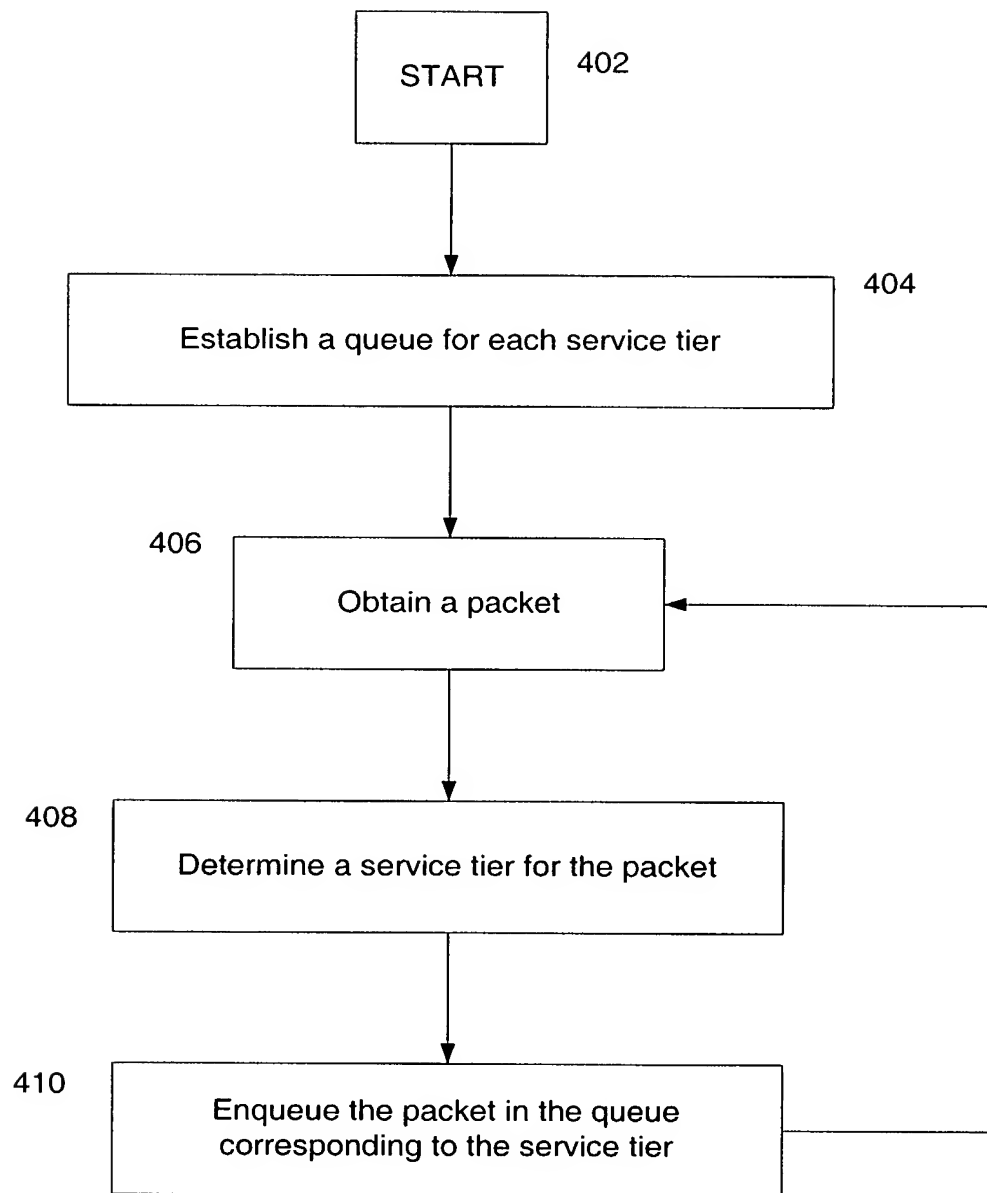 START
402
404
Establish a queue for each service tier
406
Obtain a packet
408
Determine a service tier for the packet
410
Enqueue the packet in the queue
corresponding to the service tier